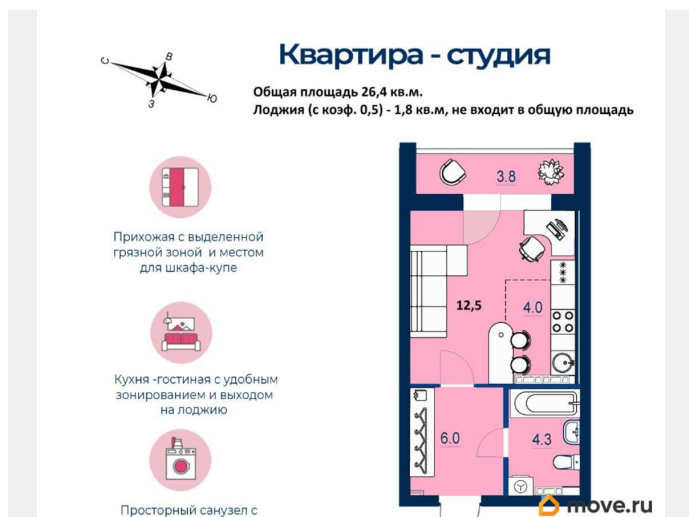 Квартира - студия
Общая площадь 26,4 кв.м.
Лоджия (с коэф. 0,5) - 1,8 кв.м, не входит в общую площадь
С
В
З
Ю
Прихожая с выделенной
грязной зоной и местом
для шкафа-купе
Кухня -гостиная с удобным
зонированием и выходом
на лоджию
Просторный санузел с
3.8
12,5
4.0
6.0
4.3
move.ru